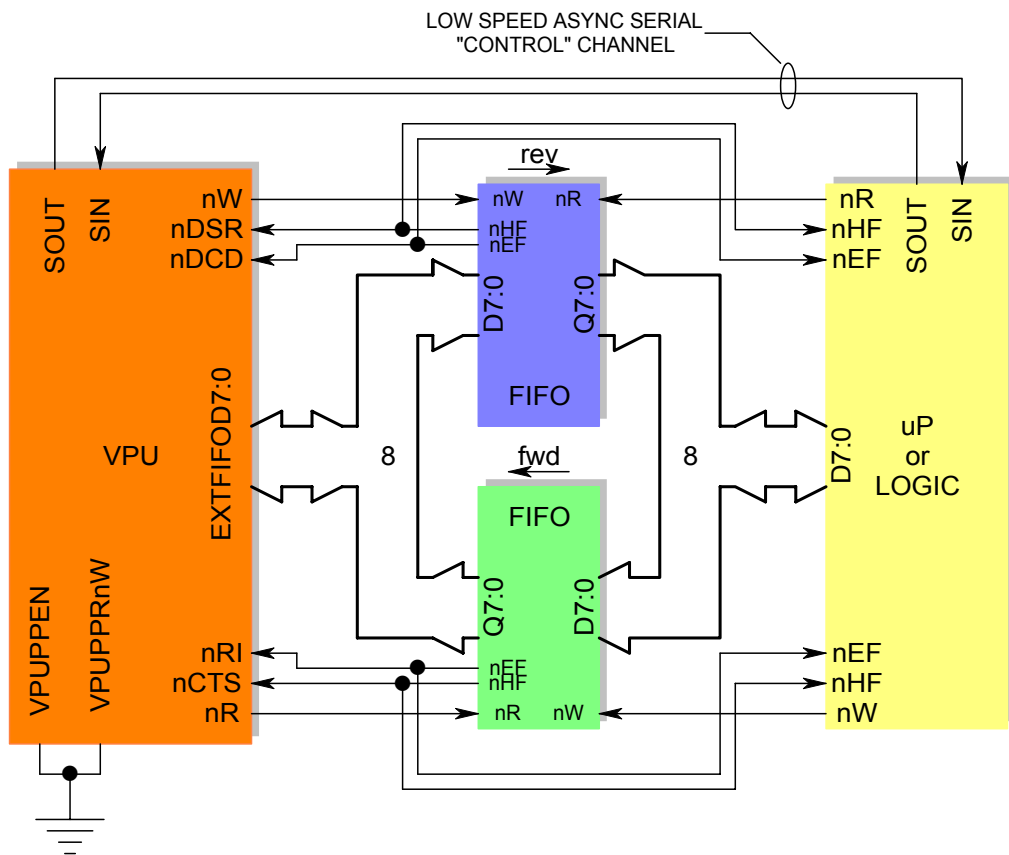 LOW SPEED ASYNC SERIAL
"CONTROL" CHANNEL
SOUT
SIN
nW
nDSR
nDCD
EXTFIFOD7:0
VPU
VPUPPEN
VPUPPRnW
nRI
nCTS
nR
rev
nW
nR
nHF
nEF
D7:0
Q7:0
FIFO
8
8
fwd
FIFO
Q7:0
D7:0
nEF
nHF
nR
nW
nR
nHF
nEF
SOUT
SIN
D7:0
uP
or
LOGIC
nEF
nHF
nW